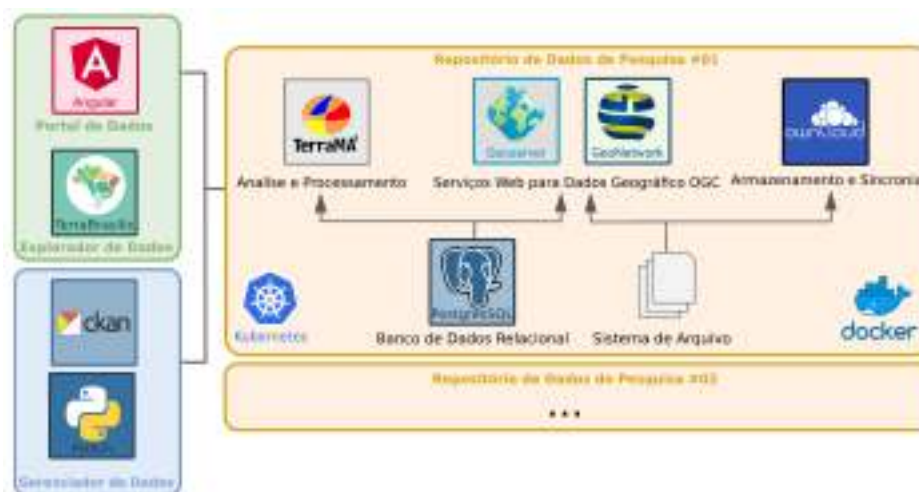 Angular
Portal de Dados
TerraBrasilis
Explorador de Dados
ckan
Gerenciador de Dados
Repositório de Dados de Pesquisa #01
TerraMA²
Geoserver
GeoNetwork
ownCloud
Analise e Processamento
Serviços Web para Dados Geográfico OGC
Armazenamento e Sincronia
PostgreSQL
Kubernetes
Banco de Dados Relacional
Sistema de Arquivo
docker
Repositório de Dados de Pesquisa #02
...